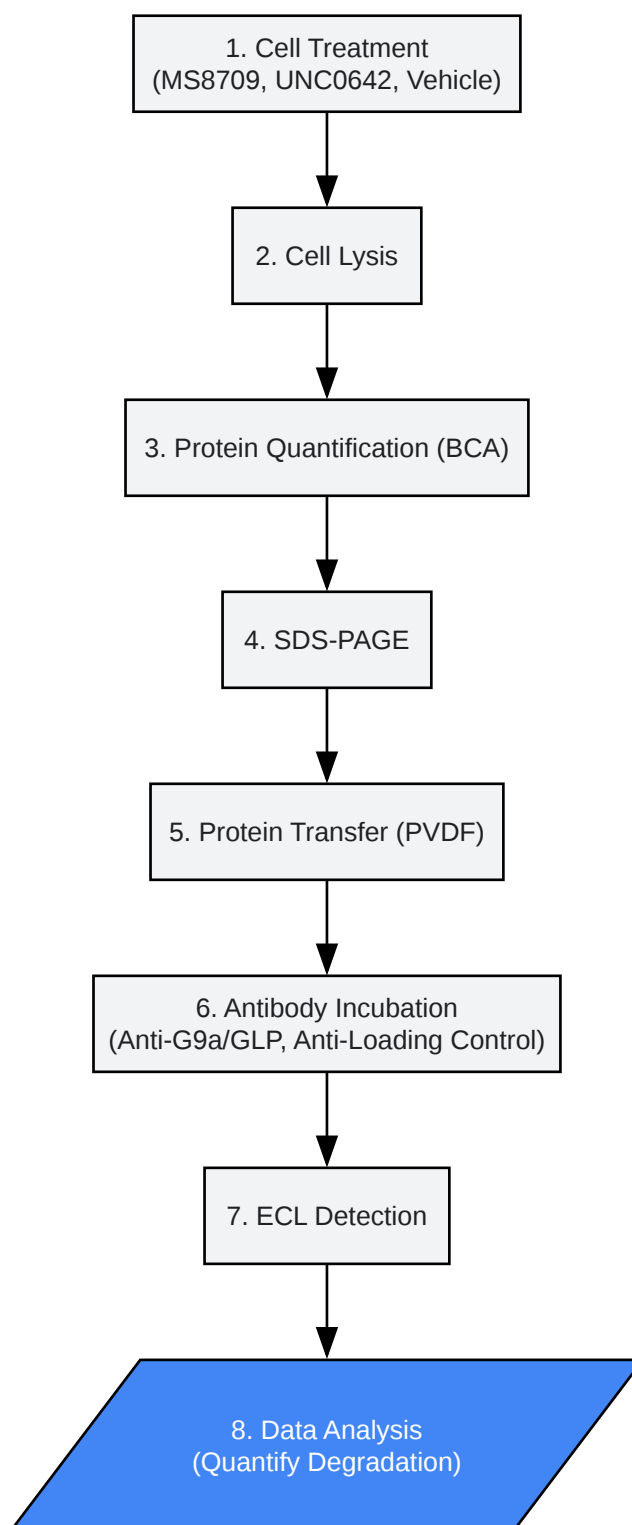 1. Cell Treatment
(MS8709, UNC0642, Vehicle)
2. Cell Lysis
3. Protein Quantification (BCA)
4. SDS-PAGE
5. Protein Transfer (PVDF)
6. Antibody Incubation
(Anti-G9a/GLP, Anti-Loading Control)
7. ECL Detection
8. Data Analysis
(Quantify Degradation)